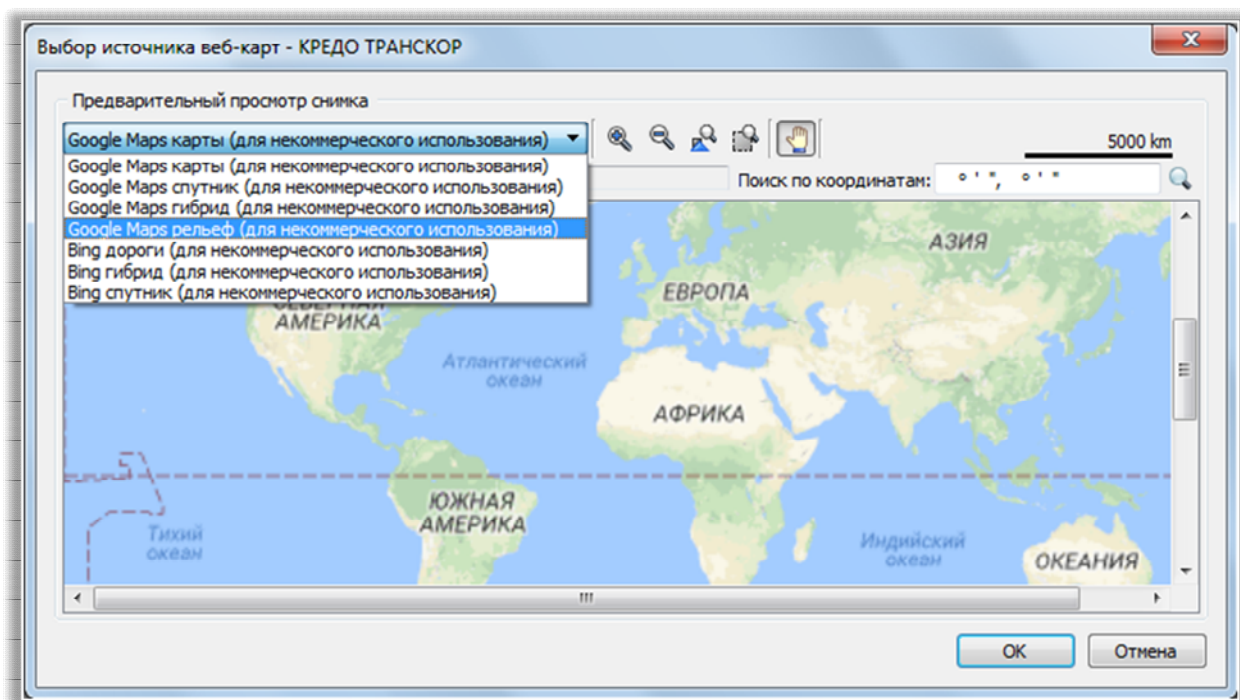 Выбор источника веб-карт - КРЕДО ТРАНСКОР
Предварительный просмотр снимка
Google Maps карты (для некоммерческого использования)
5000 km
Google Maps карты (для некоммерческого использования)
Google Maps спутник (для некоммерческого использования)
Google Maps гибрид (для некоммерческого использования)
Google Maps рельеф (для некоммерческого использования)
Bing дороги (для некоммерческого использования)
Bing гибрид (для некоммерческого использования)
Bing спутник (для некоммерческого использования)
Поиск по координатам: ° ' ", ° ' "
АЗИЯ
ЕВРОПА
АМЕРИКА
Атлантический
океан
АФРИКА
ЮЖНАЯ
АМЕРИКА
Тихий
океан
Индийский
океан
ОКЕАНИЯ
OK
Отмена